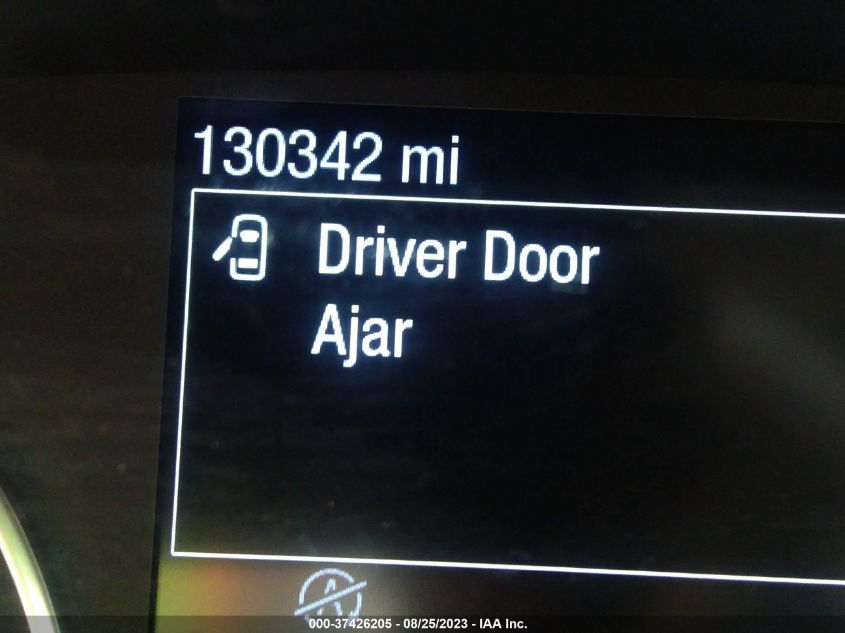 130342 mi
Driver Door
Ajar
A
000-37426205 - 08/25/2023 - IAA Inc.